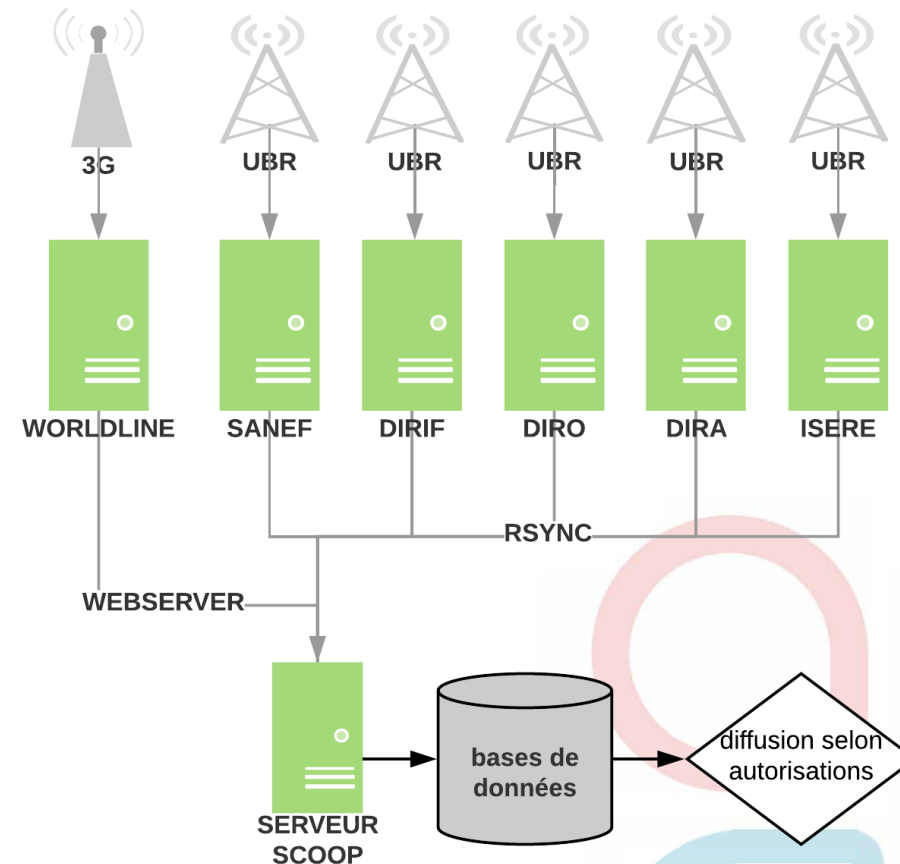 3G
UBR
UBR
UBR
UBR
UBR
WORLDLINE
SANEF
DIRIF
DIRO
DIRA
ISERE
RSYNC
WEBSERVER
bases de
données
diffusion selon
autorisations
SERVEUR
SCOOP